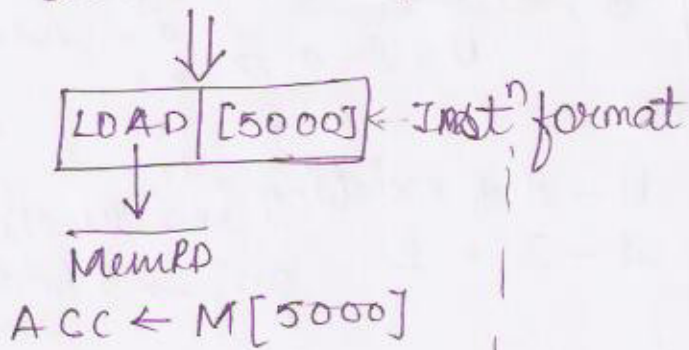 LOAD [5000] ← Instⁿ format
MemRD
ACC ← M[5000]